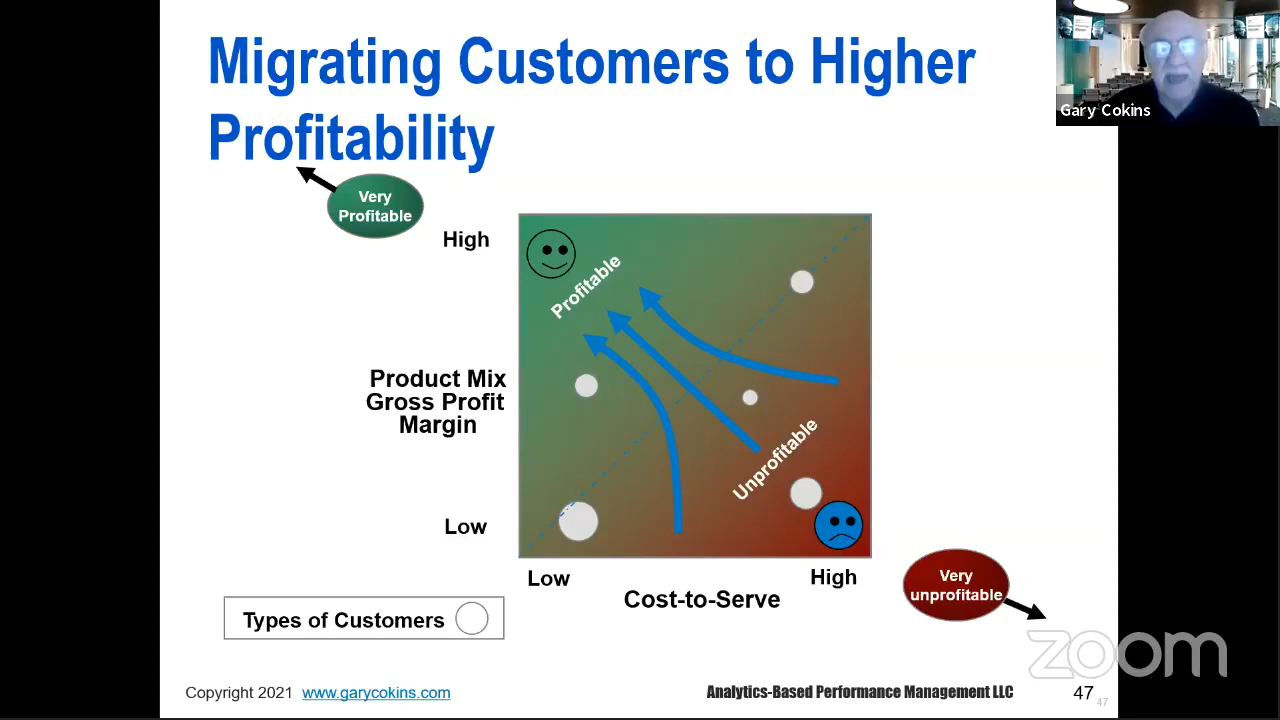 Migrating Customers to Higher
Profitability
Gary Cokins
Very
Profitable
High
Profitable
Product Mix
Gross Profit
Margin
Unprofitable
Low
Low
High
Cost-to-Serve
Very
unprofitable
Types of Customers
zoom
Copyright 2021 www.garycokins.com
Analytics-Based Performance Management LLC
47
47